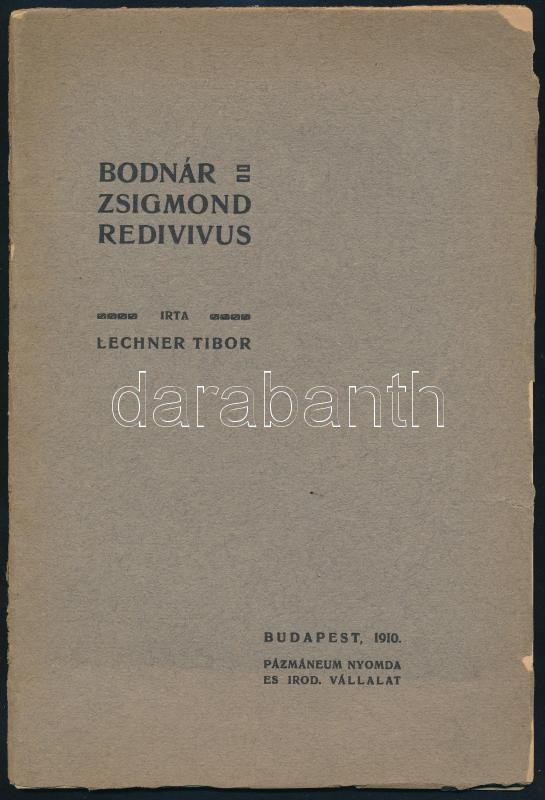 BODNÁR
ZSIGMOND
REDIVIVUS
IRTA
LECHNER TIBOR
darabanth
BUDAPEST, 1910.
PÁZMÁNEUM NYOMDA
ES IROD. VÁLLALAT